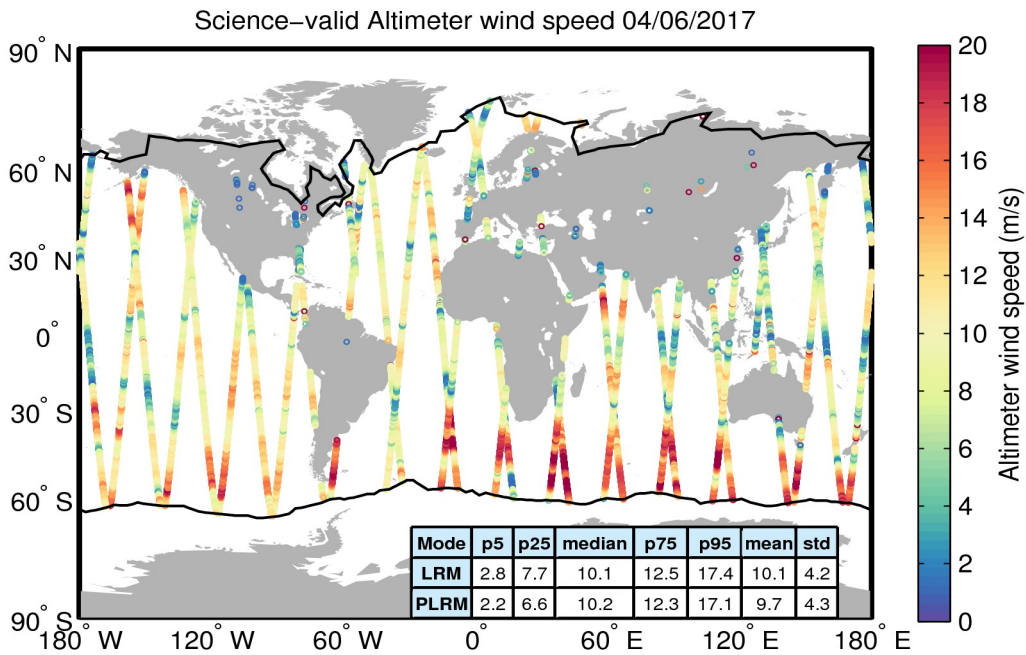 Science−valid Altimeter wind speed 04/06/2017
90° N
60° N
30° N
0°
30° S
60° S
90° S
180° W
120° W
60° W
0°
60° E
120° E
180° E
Mode p5 p25 median p75 p95 mean std
LRM 2.8 7.7 10.1 12.5 17.4 10.1 4.2
PLRM 2.2 6.6 10.2 12.3 17.1 9.7 4.3
20
18
16
14
12
10
8
6
4
2
0
Altimeter wind speed (m/s)